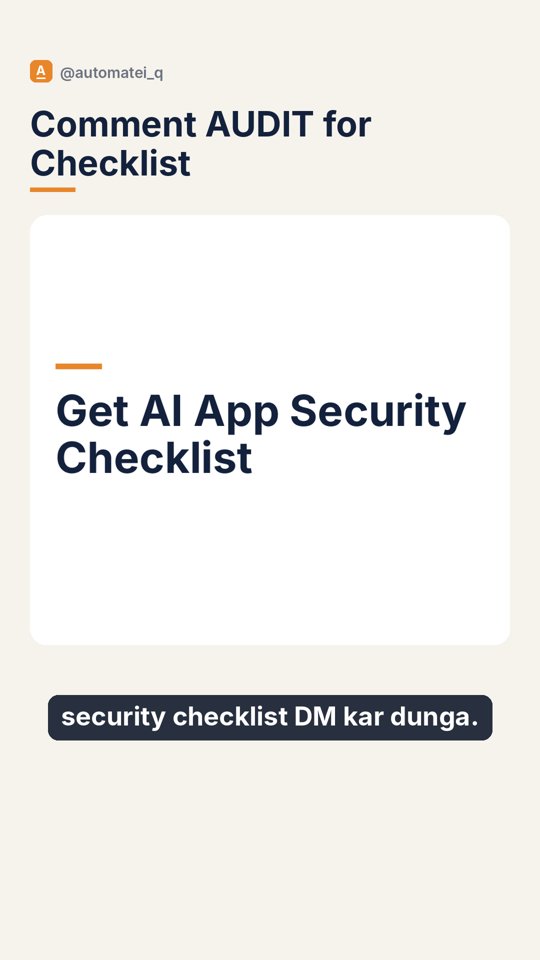 A
@automatei_q
Comment AUDIT for
Checklist
Get AI App Security
Checklist
security checklist DM kar dunga.